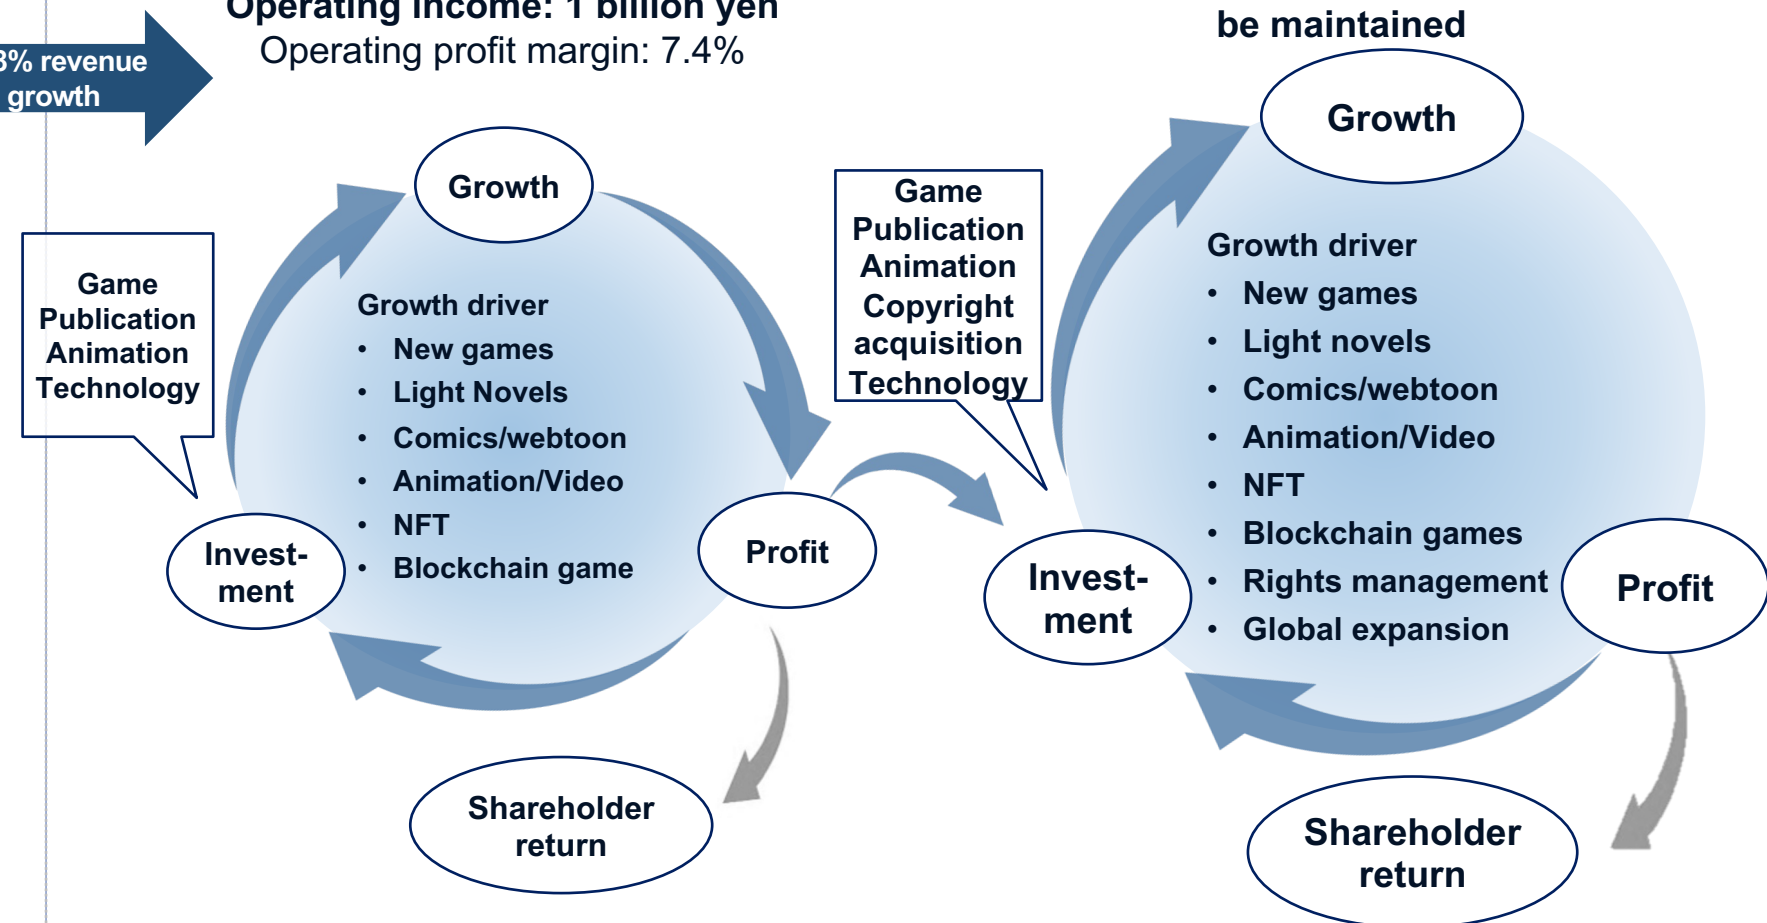 Operating income: 1 billion yen
Operating profit margin: 7.4%
% revenue
growth
be maintained
Growth
Game
Publication
Animation
Technology
Growth driver
• New games
• Light Novels
• Comics/webtoon
• Animation/Video
• NFT
• Blockchain game
Invest-
ment
Profit
Shareholder
return
Growth
Game
Publication
Animation
Copyright
acquisition
Technology
Growth driver
• New games
• Light novels
• Comics/webtoon
• Animation/Video
• NFT
• Blockchain games
• Rights management
• Global expansion
Invest-
ment
Profit
Shareholder
return